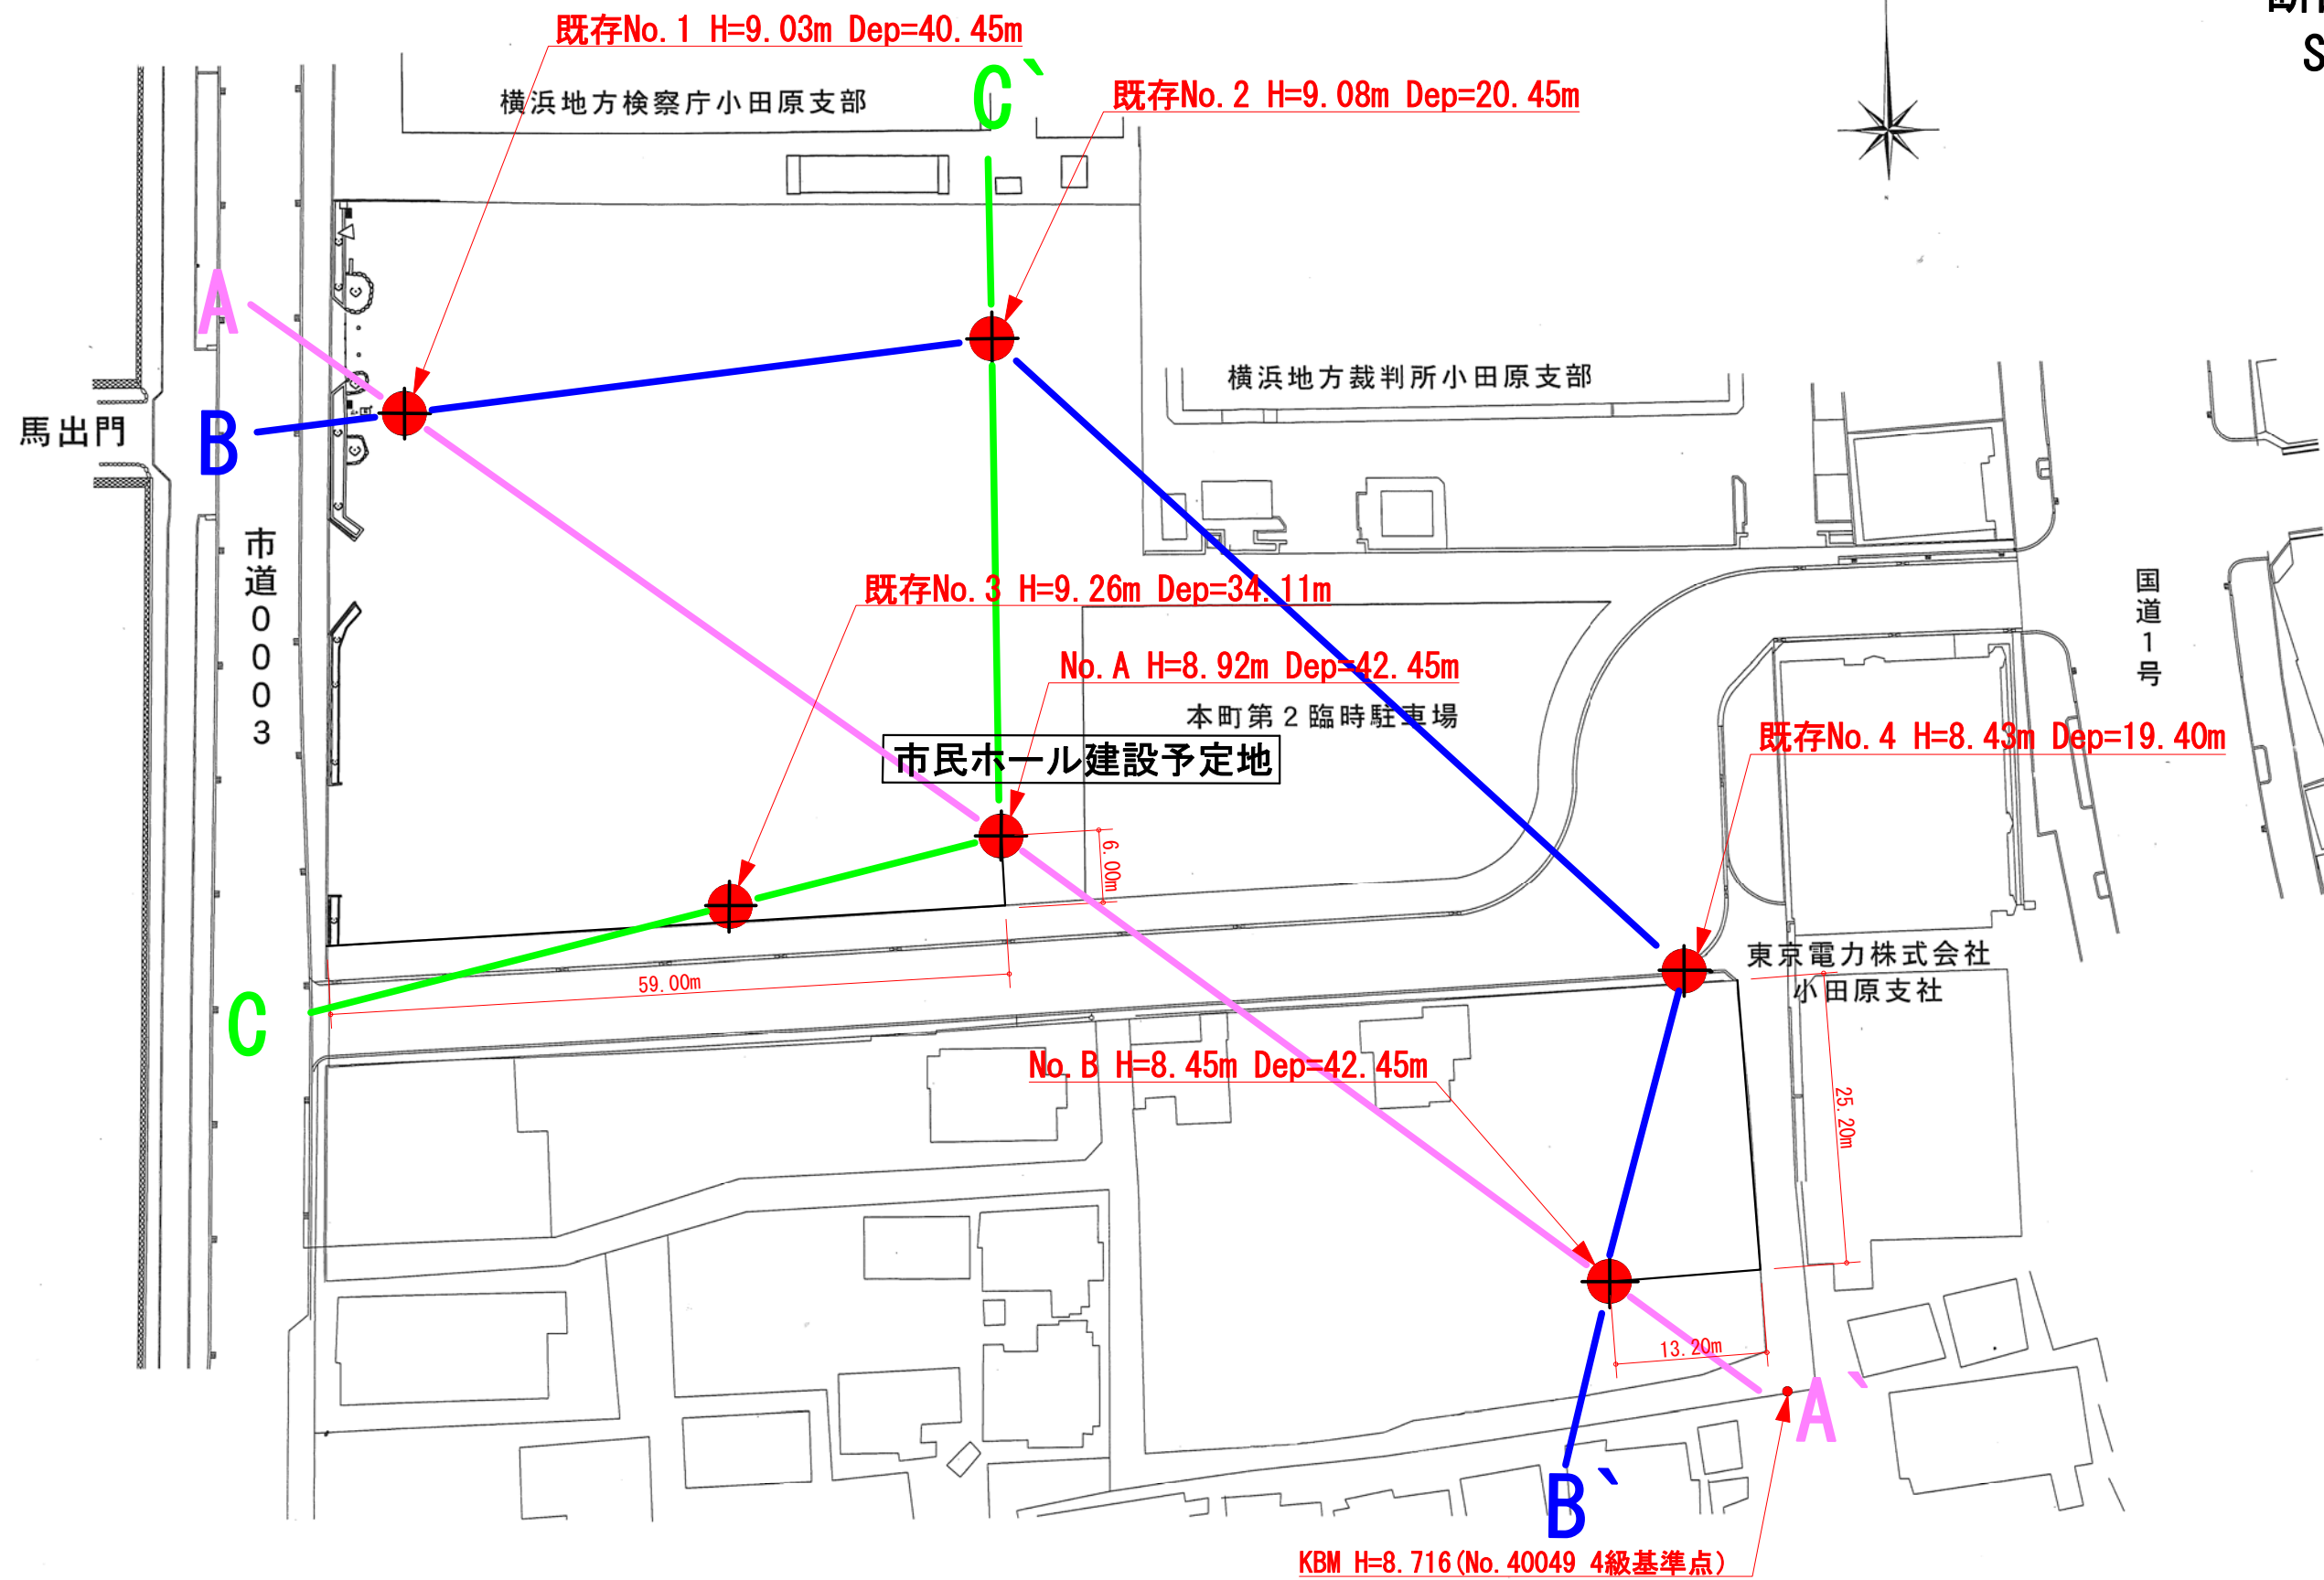 既存No.1 H=9.03m Dep=40.45m
S
横浜地方検察庁小田原支部
C`
既存No.2 H=9.08m Dep=20.45m
A
横浜地方裁判所小田原支部
馬出門
B
市道0003
既存No.3 H=9.26m Dep=34.11m
国道1号
No.A H=8.92m Dep=42.45m
本町第2臨時駐車場
既存No.4 H=8.43m Dep=19.40m
市民ホール建設予定地
6.00m
東京電力株式会社
小田原支社
59.00m
C
No.B H=8.45m Dep=42.45m
25.20m
13.20m
A`
B`
KBM H=8.716(No.40049 4級基準点)